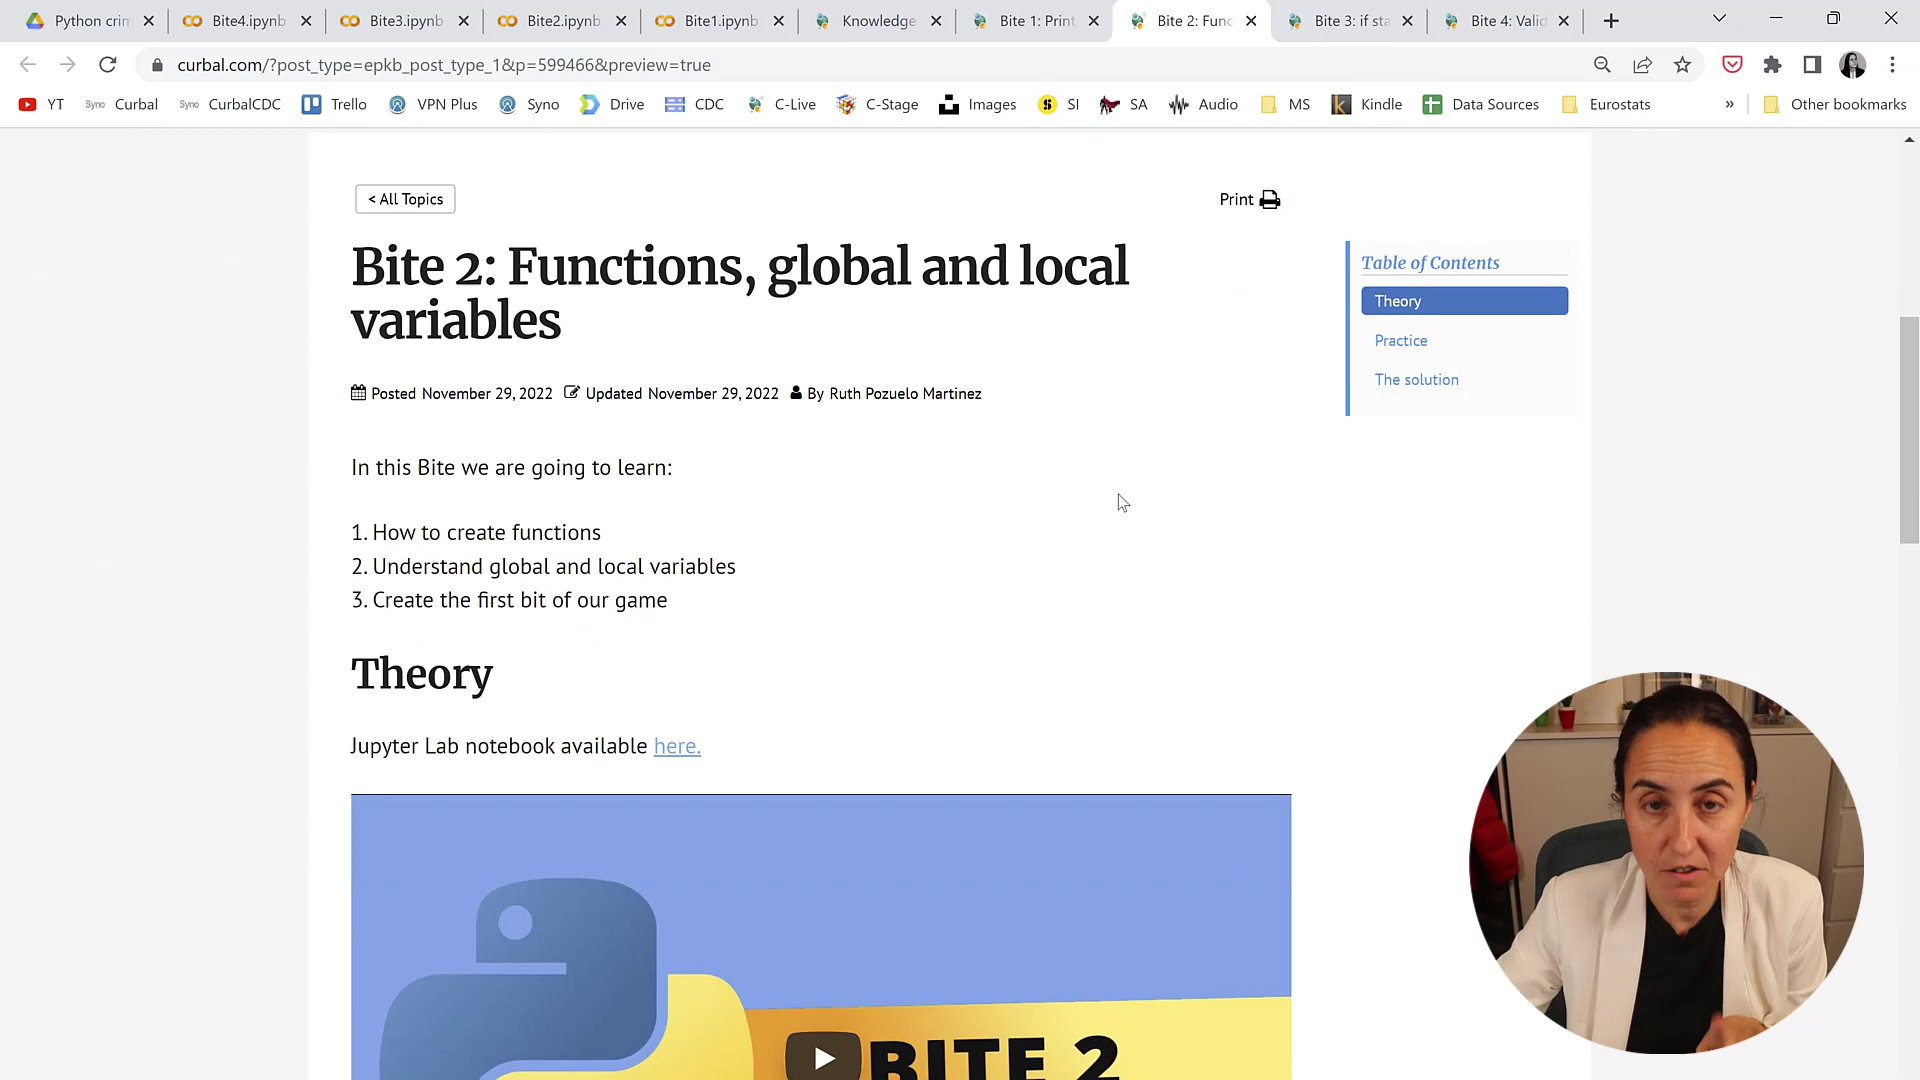 Python crim
Bite4.ipynb
Bite3.ipynb
Bite2.ipynb
Bite1.ipynb
Knowledge
Bite 1: Print
Bite 2: Func
Bite 3: if sta
Bite 4: Valid
curbal.com/?post_type=epkb_post_type_1&p=599466&preview=true
YT
Syno Curbal
Syno CurbalCDC
Trello
VPN Plus
Syno
Drive
CDC
C-Live
C-Stage
Images
SI
SA
Audio
MS
Kindle
Data Sources
Eurostats
»
Other bookmarks
< All Topics
Print
Bite 2: Functions, global and local
variables
Posted November 29, 2022 Updated November 29, 2022 By Ruth Pozuelo Martinez
Table of Contents
Theory
Practice
The solution
In this Bite we are going to learn:
1. How to create functions
2. Understand global and local variables
3. Create the first bit of our game
Theory
Jupyter Lab notebook available here.
BITE 2